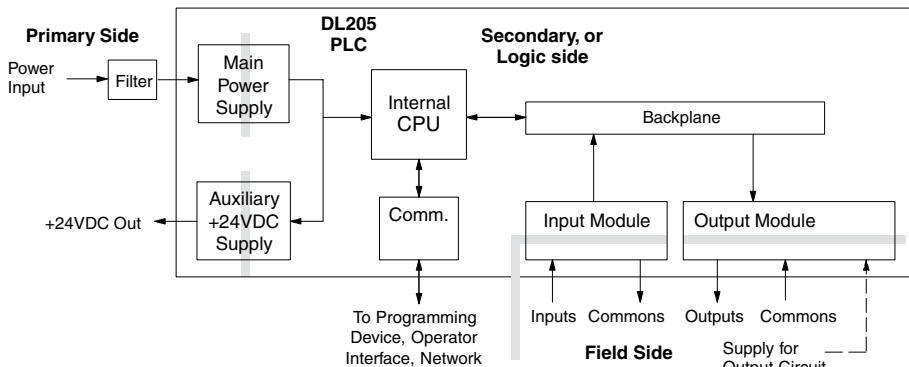 DL205
PLC
Primary Side
Secondary, or
Logic side
Power
Input
Filter
Main
Power
Supply
Internal
CPU
Backplane
+24VDC Out
Auxiliary
+24VDC
Supply
Comm.
Input Module
Output Module
To Programming
Device, Operator
Interface, Network
Inputs
Commons
Outputs
Commons
Field Side
Supply for
Output Circuit